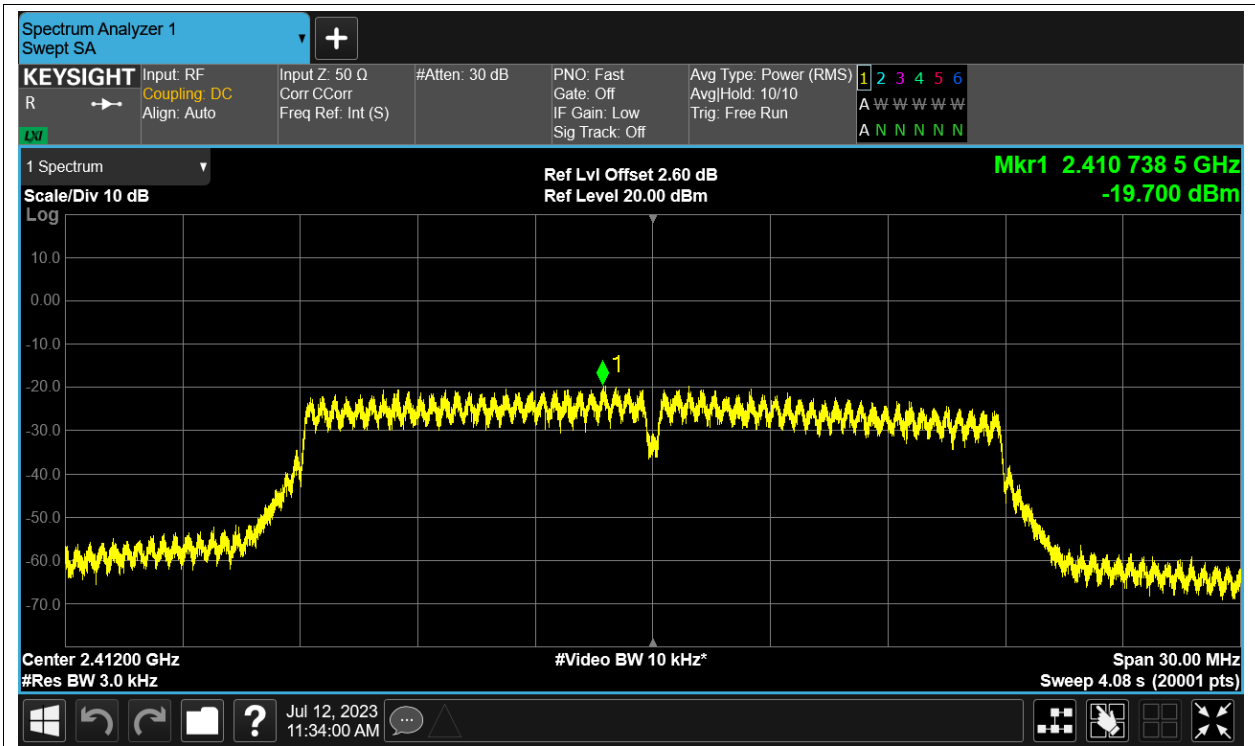 Spectrum Analyzer 1
Swept SA
KEYSIGHT
R
LXI
Input: RF
Coupling: DC
Align: Auto
Input Z: 50 Ω
Corr CCorr
Freq Ref: Int (S)
#Atten: 30 dB
PNO: Fast
Gate: Off
IF Gain: Low
Sig Track: Off
Avg Type: Power (RMS)
Avg|Hold: 10/10
Trig: Free Run
1 2 3 4 5 6
A W W W W W
A N N N N N
1 Spectrum
Scale/Div 10 dB
Log
Ref Lvl Offset 2.60 dB
Ref Level 20.00 dBm
Mkr1 2.410 738 5 GHz
-19.700 dBm
10.0
0.00
-10.0
-20.0
-30.0
-40.0
-50.0
-60.0
-70.0
1
Center 2.41200 GHz
#Res BW 3.0 kHz
#Video BW 10 kHz*
Span 30.00 MHz
Sweep 4.08 s (20001 pts)
?
Jul 12, 2023
11:34:00 AM